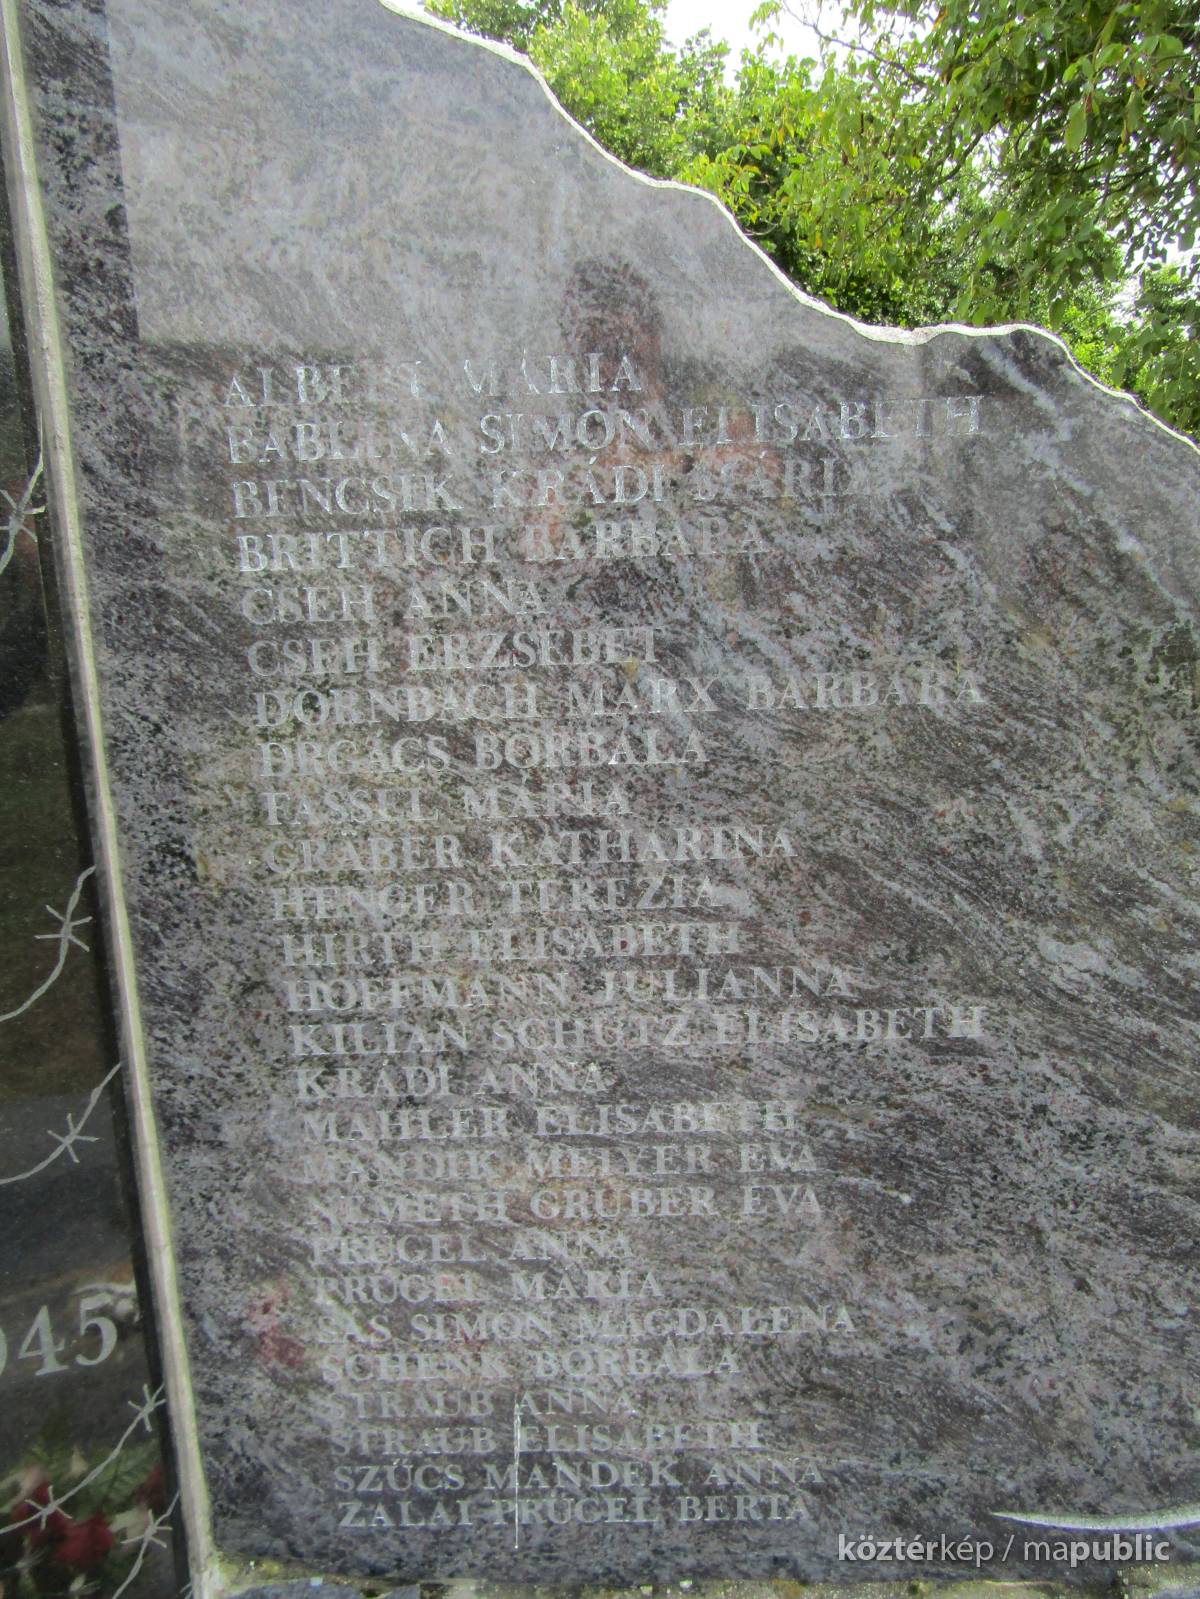 ALBERT MÁRIA
BABLENA SIMON ELISABETH
BENCSIK KRÁDI MÁRIA
BRITTICH BARBARA
CSEH ANNA
CSEH ERZSÉBET
DORNBACH MARX BARBARA
DRGÁCS BORBÁLA
FASSEL MÁRIA
GRÄBER KATHARINA
HENGER TERÉZIA
HIRTH ELISABETH
HOFFMANN JULIANNA
KILIAN SCHÜTZ ELISABETH
KRÁDI ANNA
MAHLER ELISABETH
MÁNDIK MEIYER ÉVA
NÉMETH GRUBER ÉVA
PRÜGEL ANNA
PRÜGEL MÁRIA
SAS SIMON MAGDALENA
SCHENK BORBÁLA
STRAUB ANNA
STRAUB ELISABETH
SZŰCS MANDEK ANNA
ZALAI PRÜGEL BERTA
945
köztérkép / mapublic